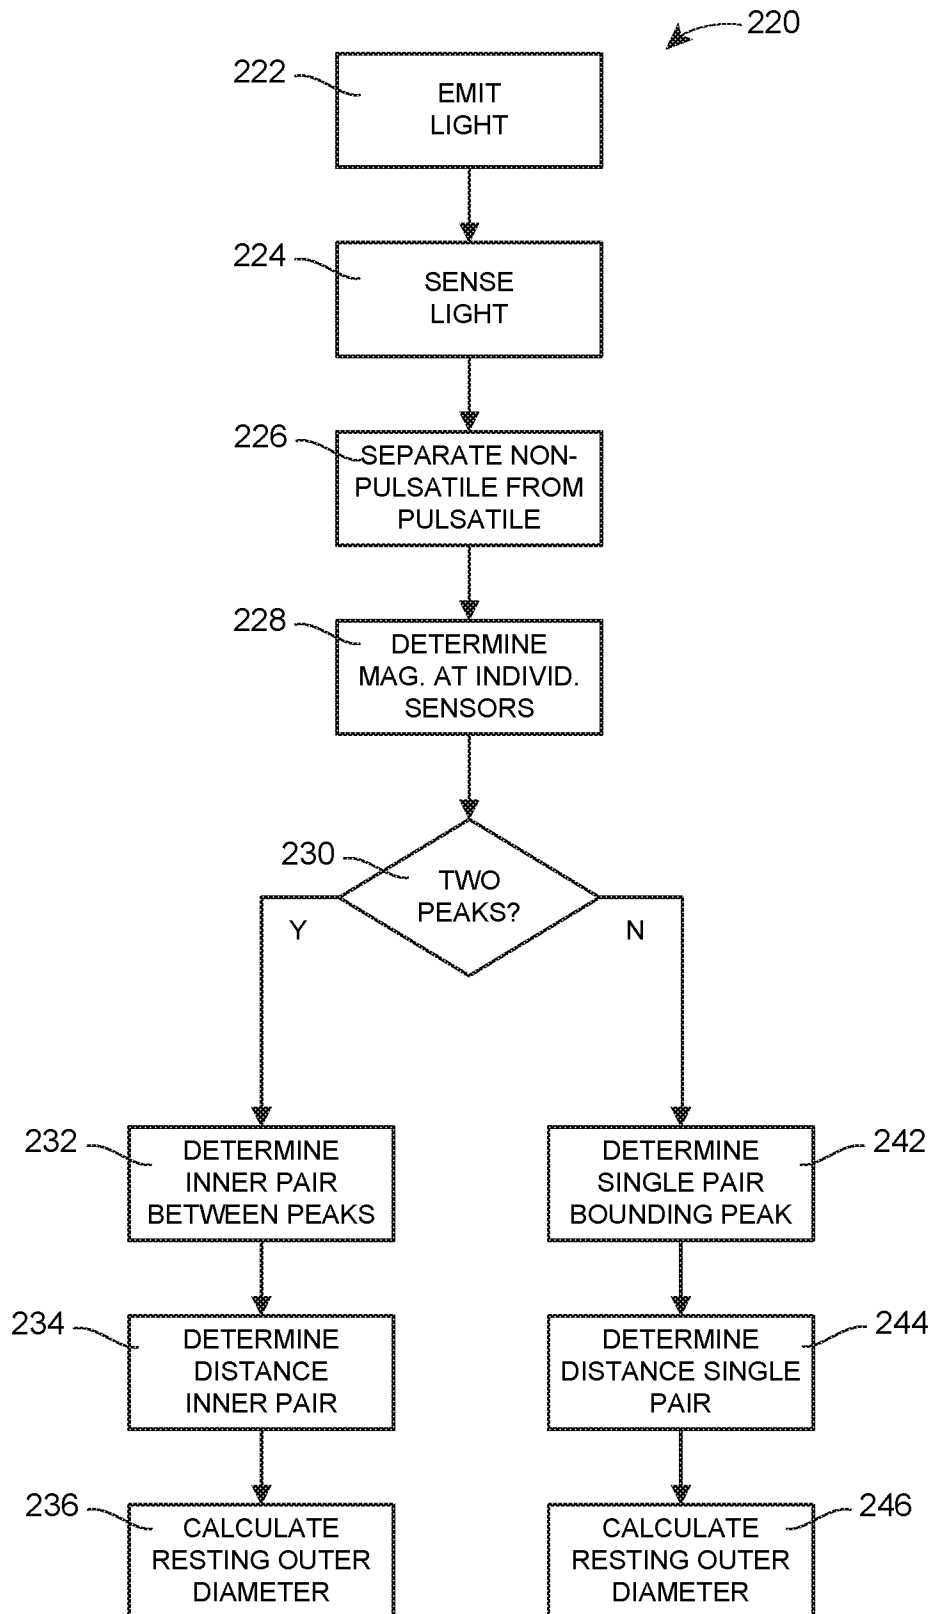 220
222
EMIT
LIGHT
224
SENSE
LIGHT
226
SEPARATE NON-
PULSATILE FROM
PULSATILE
228
DETERMINE
MAG. AT INDIVID.
SENSORS
230
TWO
PEAKS?
Y
N
232
DETERMINE
INNER PAIR
BETWEEN PEAKS
242
DETERMINE
SINGLE PAIR
BOUNDING PEAK
234
DETERMINE
DISTANCE
INNER PAIR
244
DETERMINE
DISTANCE SINGLE
PAIR
236
CALCULATE
RESTING OUTER
DIAMETER
246
CALCULATE
RESTING OUTER
DIAMETER